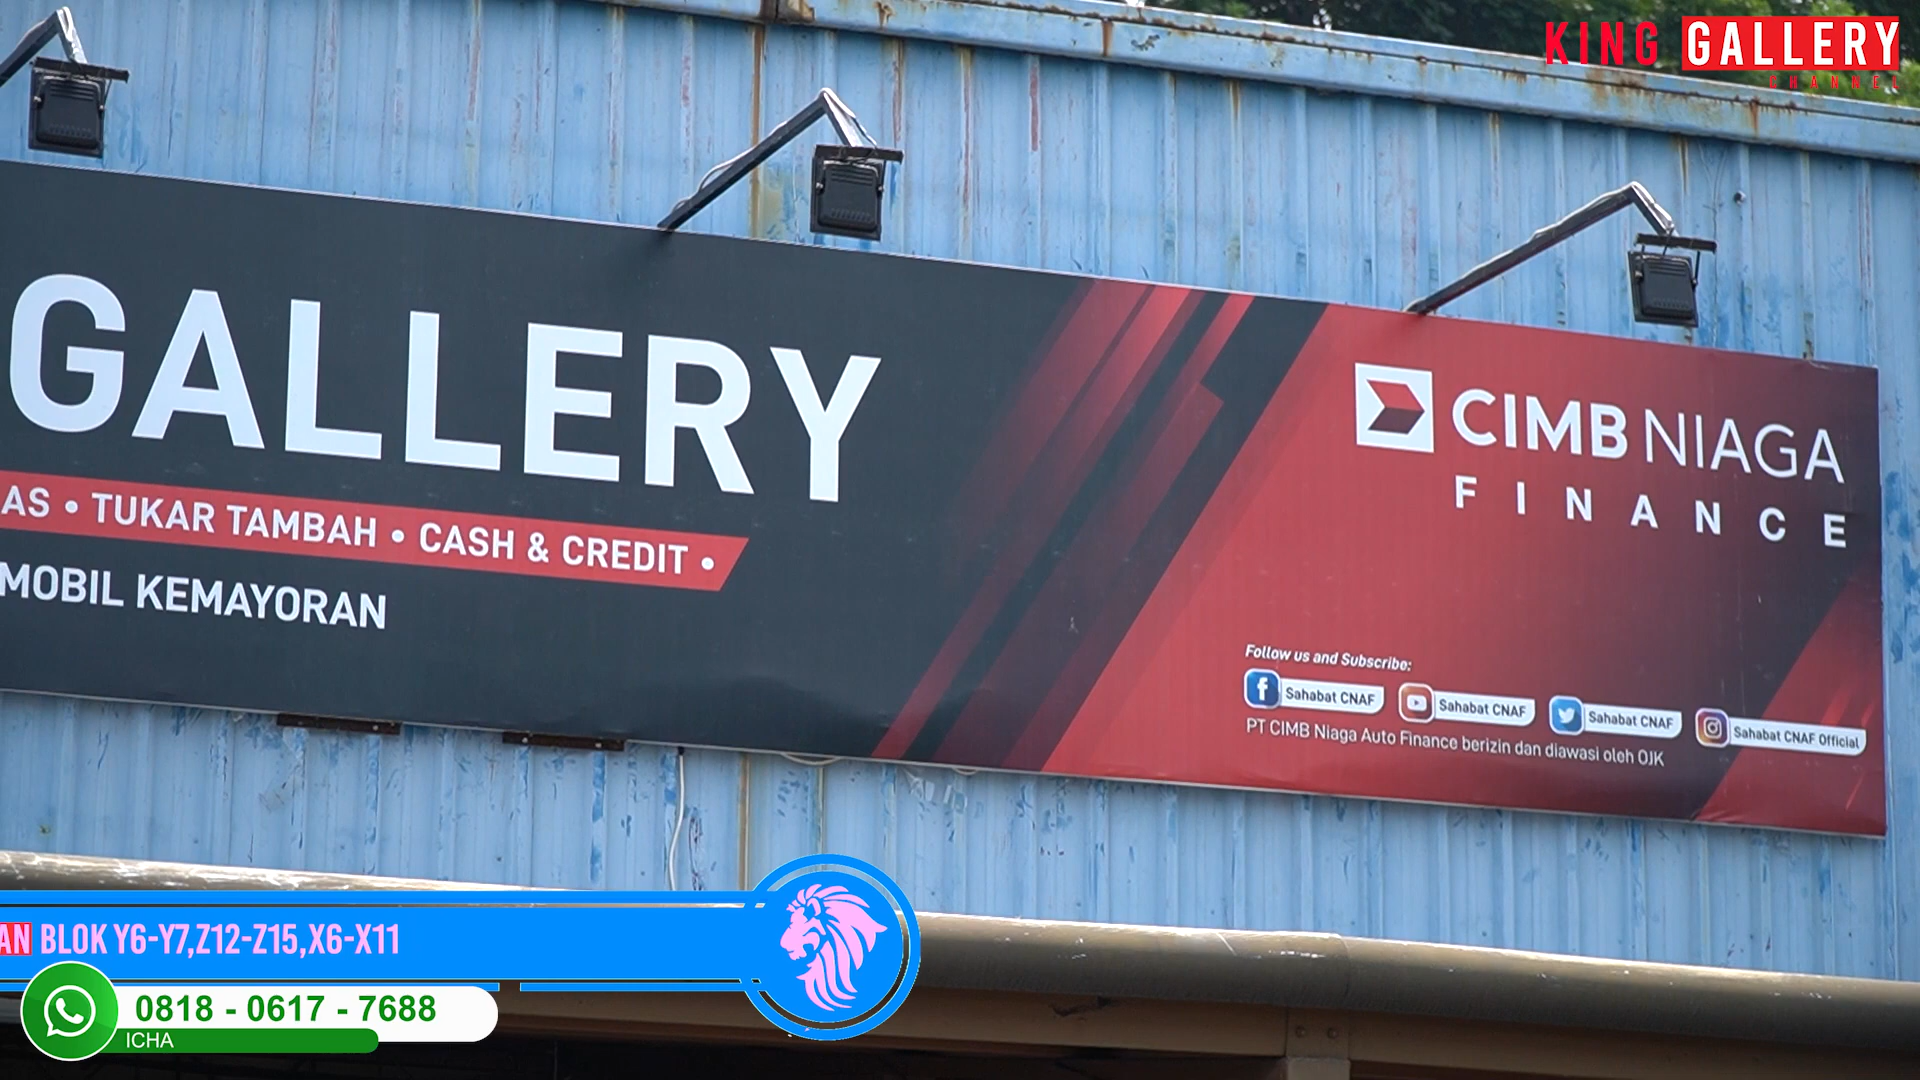 KING GALLERY
CHANNEL
GALLERY
AS • TUKAR TAMBAH • CASH & CREDIT •
MOBIL KEMAYORAN
CIMB NIAGA
FINANCE
Follow us and Subscribe:
Sahabat CNAF
Sahabat CNAF
Sahabat CNAF
Sahabat CNAF Official
PT CIMB Niaga Auto Finance berizin dan diawasi oleh OJK
AN BLOK Y6-Y7,Z12-Z15,X6-X11
0818 - 0617 - 7688
ICHA